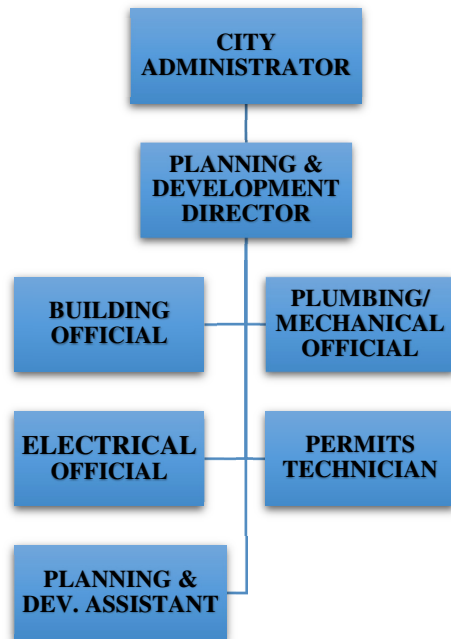 CITY
ADMINISTRATOR
PLANNING &
DEVELOPMENT
DIRECTOR
BUILDING
OFFICIAL
PLUMBING/
MECHANICAL
OFFICIAL
ELECTRICAL
OFFICIAL
PERMITS
TECHNICIAN
PLANNING &
DEV. ASSISTANT